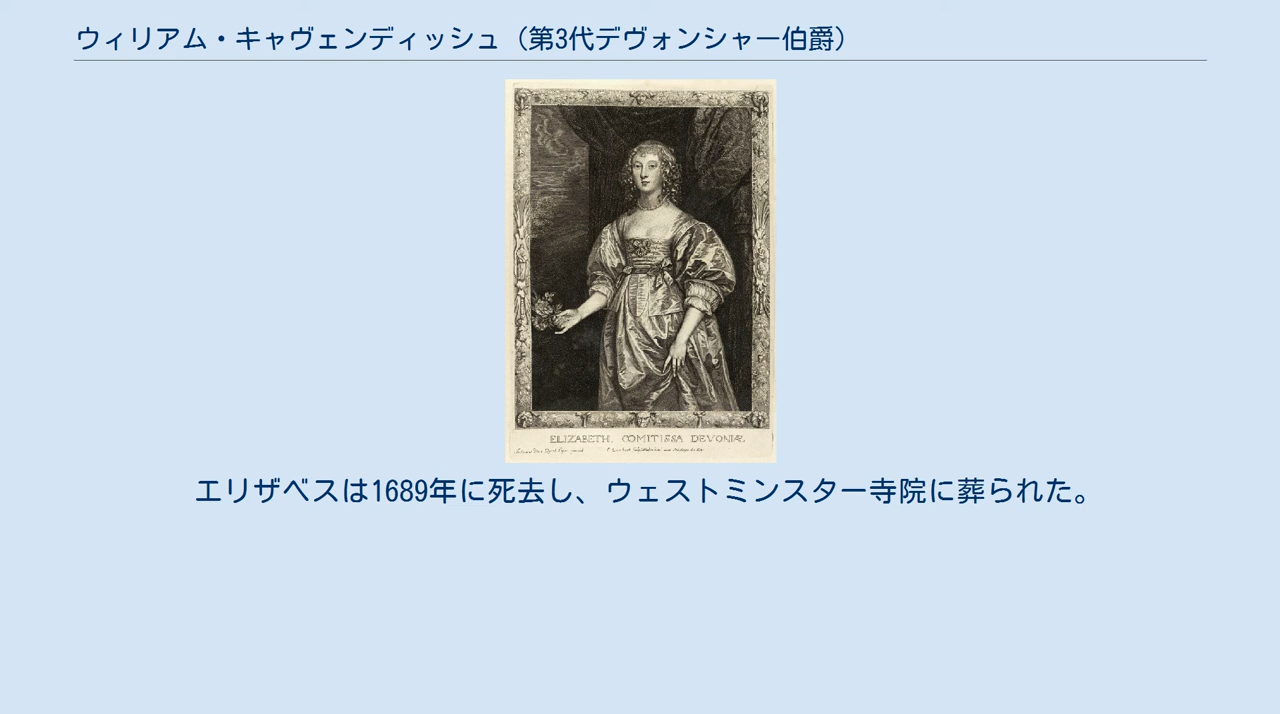 ウィリアム・キャヴェンディッシュ（第3代デヴォンシャー伯爵）
ELIZABETH. COMITISSA DEVONIÆ.
エリザベスは1689年に死去し、ウェストミンスター寺院に葬られた。